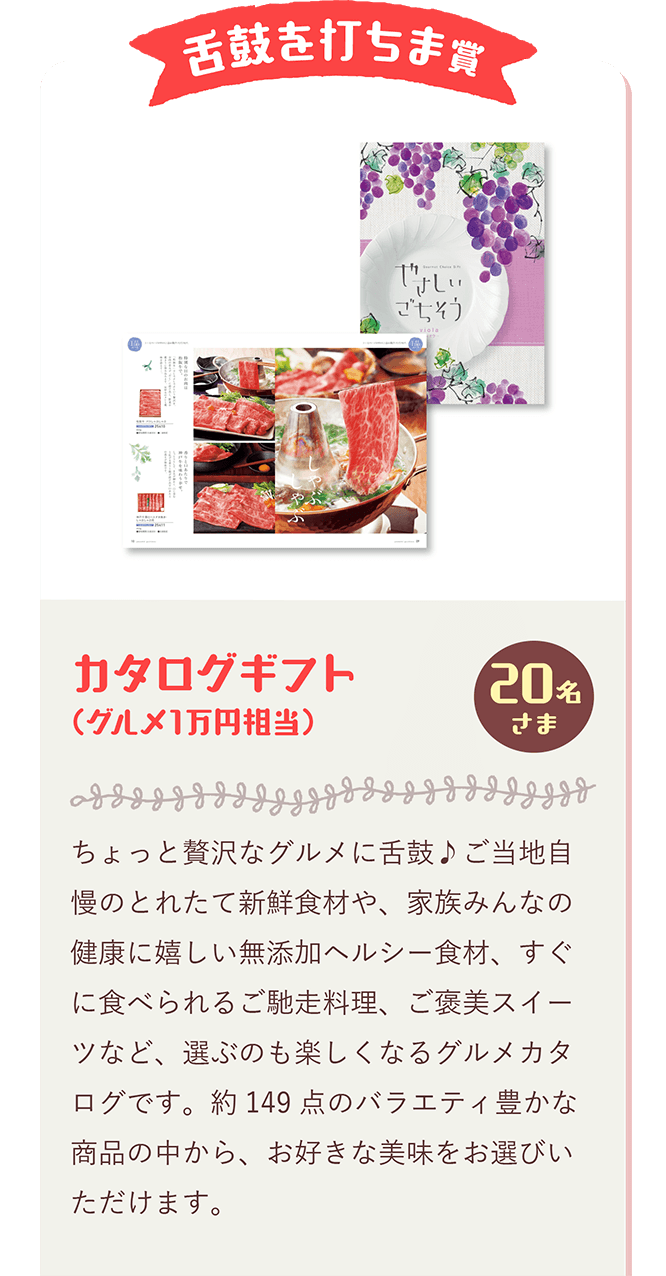 舌鼓を打ちま賞
やさしい
ごちそう
しゃぶ
しゃぶ
カタログギフト
(グルメ1万円相当)
20名
さま
ちょっと贅沢なグルメに舌鼓♪ご当地自
慢のとれたて新鮮食材や、家族みんなの
健康に嬉しい無添加ヘルシー食材、すぐ
に食べられるご馳走料理、ご褒美スイー
ツなど、選ぶのも楽しくなるグルメカタ
ログです。約 149 点のバラエティ豊かな
商品の中から、お好きな美味をお選びい
ただけます。